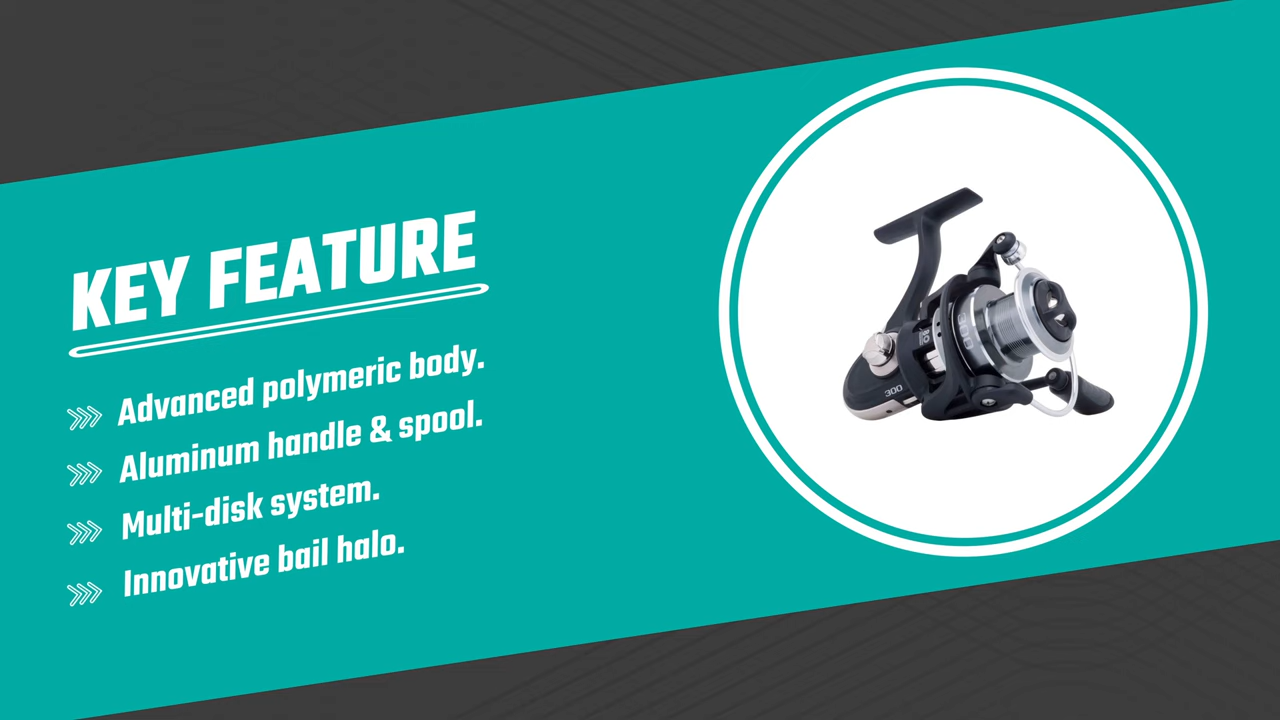 KEY FEATURE
Advanced polymeric body.
Aluminum handle & spool.
Multi-disk system.
Innovative bail halo.
300